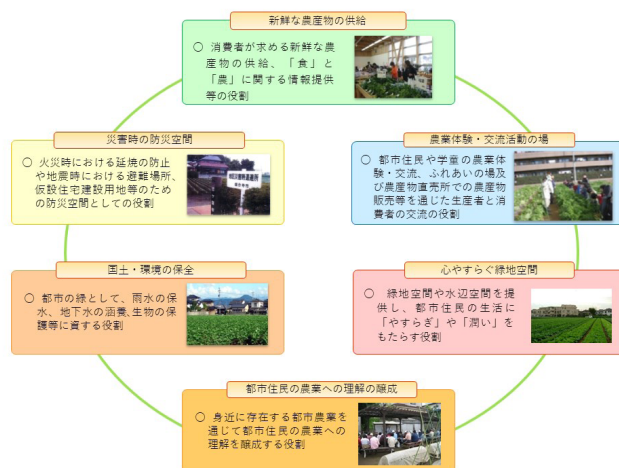 新鮮な農産物の供給
○ 消費者が求める新鮮な農
産物の供給、「食」と
「農」に関する情報提供
等の役割
災害時の防災空間
○ 火災時における延焼の防止
や地震時における避難場所、
仮設住宅建設用地等のため
の防災空間としての役割
農業体験・交流活動の場
○ 都市住民や学童の農業体
験・交流、ふれあいの場及
び農産物直売所での農産物
販売等を通じた生産者と
消費者の交流の役割
国土・環境の保全
○ 都市の緑として、雨水の保
水、地下水の涵養、生物の保
護等に資する役割
心やすらぐ緑地空間
○ 緑地空間や水辺空間を提
供し、都市住民の生活に
「やすらぎ」や「潤い」を
もたらす役割
都市住民の農業への理解の醸成
○ 身近に存在する都市農業を
通じて都市住民の農業への
理解を醸成する役割